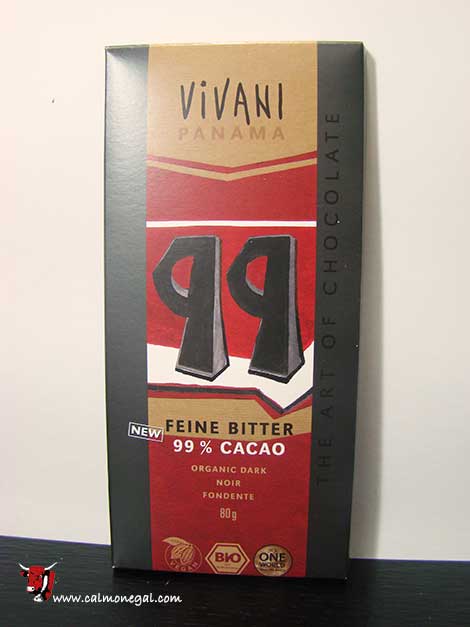 ViVANI
PANAMA
THE ART OF CHOCOLATE
99
NEW
FEINE BITTER
99 % CACAO
ORGANIC DARK
NOIR
FONDENTE
80g
VEGAN
BIO
ONE
WORLD
www.calmonegal.com